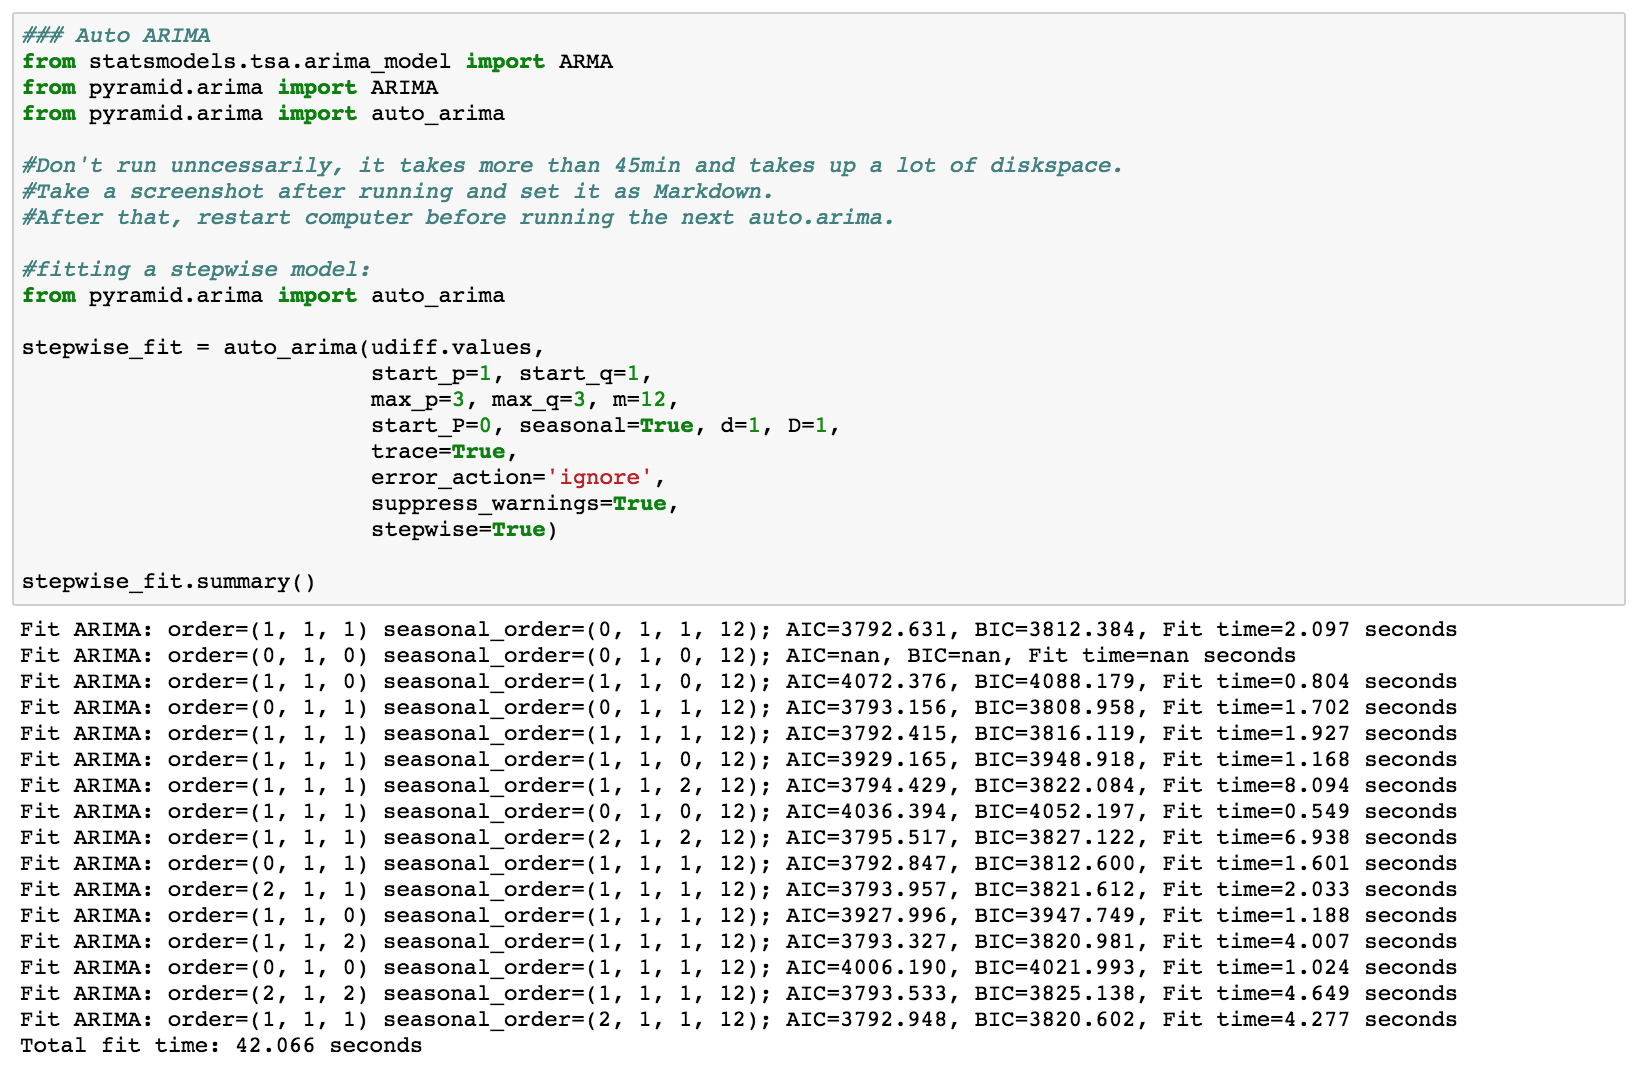 ### Auto ARIMA
from statsmodels.tsa.arima_model import ARMA
from pyramid.arima import ARIMA
from pyramid.arima import auto_arima
#Don't run unncessarily, it takes more than 45min and takes up a lot of diskspace.
#Take a screenshot after running and set it as Markdown.
#After that, restart computer before running the next auto.arima.
#fitting a stepwise model:
from pyramid.arima import auto_arima
stepwise_fit = auto_arima(udiff.values,
start_p=1, start_q=1,
max_p=3, max_q=3, m=12,
start_P=0, seasonal=True, d=1, D=1,
trace=True,
error_action='ignore',
suppress_warnings=True,
stepwise=True)
stepwise_fit.summary()
Fit ARIMA: order=(1, 1, 1) seasonal_order=(0, 1, 1, 12); AIC=3792.631, BIC=3812.384, Fit time=2.097 seconds
Fit ARIMA: order=(0, 1, 0) seasonal_order=(0, 1, 0, 12); AIC=nan, BIC=nan, Fit time=nan seconds
Fit ARIMA: order=(1, 1, 0) seasonal_order=(1, 1, 0, 12); AIC=4072.376, BIC=4088.179, Fit time=0.804 seconds
Fit ARIMA: order=(0, 1, 1) seasonal_order=(0, 1, 1, 12); AIC=3793.156, BIC=3808.958, Fit time=1.702 seconds
Fit ARIMA: order=(1, 1, 1) seasonal_order=(1, 1, 1, 12); AIC=3792.415, BIC=3816.119, Fit time=1.927 seconds
Fit ARIMA: order=(1, 1, 1) seasonal_order=(1, 1, 0, 12); AIC=3929.165, BIC=3948.918, Fit time=1.168 seconds
Fit ARIMA: order=(1, 1, 1) seasonal_order=(1, 1, 2, 12); AIC=3794.429, BIC=3822.084, Fit time=8.094 seconds
Fit ARIMA: order=(1, 1, 1) seasonal_order=(0, 1, 0, 12); AIC=4036.394, BIC=4052.197, Fit time=0.549 seconds
Fit ARIMA: order=(1, 1, 1) seasonal_order=(2, 1, 2, 12); AIC=3795.517, BIC=3827.122, Fit time=6.938 seconds
Fit ARIMA: order=(0, 1, 1) seasonal_order=(1, 1, 1, 12); AIC=3792.847, BIC=3812.600, Fit time=1.601 seconds
Fit ARIMA: order=(2, 1, 1) seasonal_order=(1, 1, 1, 12); AIC=3793.957, BIC=3821.612, Fit time=2.033 seconds
Fit ARIMA: order=(1, 1, 0) seasonal_order=(1, 1, 1, 12); AIC=3927.996, BIC=3947.749, Fit time=1.188 seconds
Fit ARIMA: order=(1, 1, 2) seasonal_order=(1, 1, 1, 12); AIC=3793.327, BIC=3820.981, Fit time=4.007 seconds
Fit ARIMA: order=(0, 1, 0) seasonal_order=(1, 1, 1, 12); AIC=4006.190, BIC=4021.993, Fit time=1.024 seconds
Fit ARIMA: order=(2, 1, 2) seasonal_order=(1, 1, 1, 12); AIC=3793.533, BIC=3825.138, Fit time=4.649 seconds
Fit ARIMA: order=(1, 1, 1) seasonal_order=(2, 1, 1, 12); AIC=3792.948, BIC=3820.602, Fit time=4.277 seconds
Total fit time: 42.066 seconds